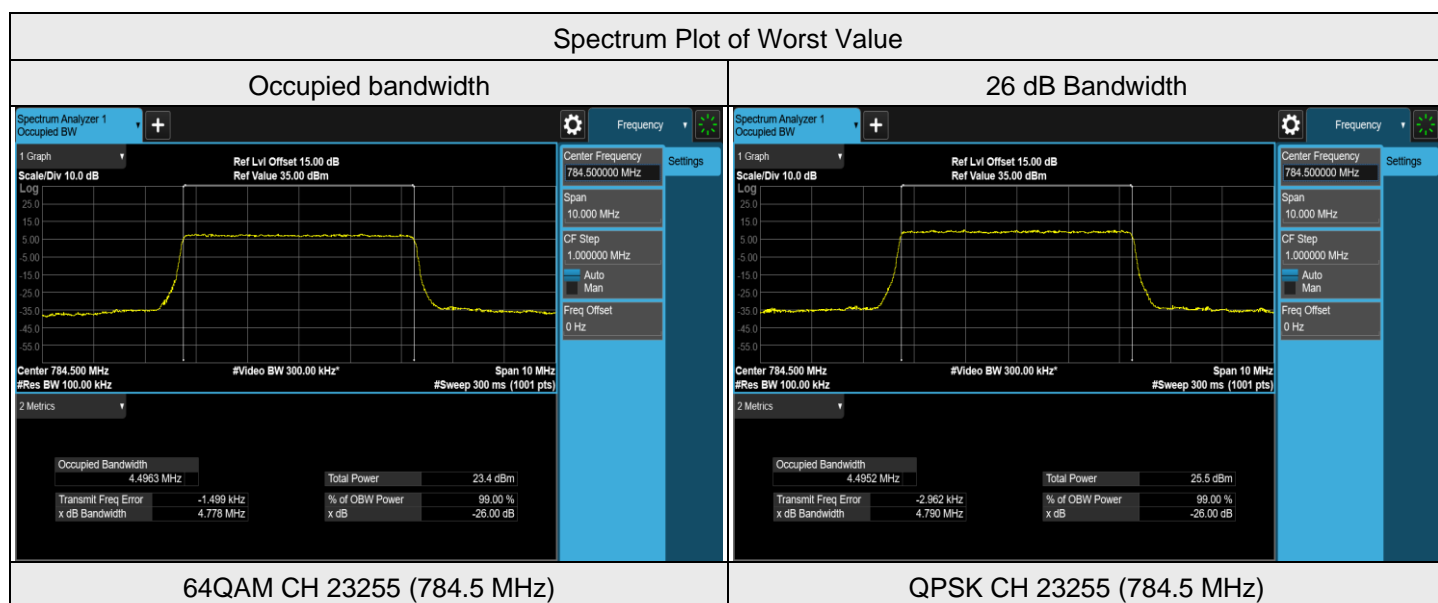 Spectrum Plot of Worst Value
Occupied bandwidth
26 dB Bandwidth
Spectrum Analyzer 1
Occupied BW
+
Frequency
1 Graph
Scale/Div 10.0 dB
Ref Lvl Offset 15.00 dB
Ref Value 35.00 dBm
Log
25.0
15.0
5.00
-5.00
-15.0
-25.0
-35.0
-45.0
-55.0
Center 784.500 MHz
#Res BW 100.00 kHz
#Video BW 300.00 kHz*
Span 10 MHz
#Sweep 300 ms (1001 pts)
Center Frequency
784.500000 MHz
Settings
Span
10.000 MHz
CF Step
1.000000 MHz
Auto
Man
Freq Offset
0 Hz
2 Metrics
Occupied Bandwidth
4.4963 MHz
Total Power 23.4 dBm
Transmit Freq Error -1.499 kHz % of OBW Power 99.00 %
x dB Bandwidth 4.778 MHz x dB -26.00 dB
64QAM CH 23255 (784.5 MHz)
Spectrum Analyzer 1
Occupied BW
+
Frequency
1 Graph
Scale/Div 10.0 dB
Ref Lvl Offset 15.00 dB
Ref Value 35.00 dBm
Log
25.0
15.0
5.00
-5.00
-15.0
-25.0
-35.0
-45.0
-55.0
Center 784.500 MHz
#Res BW 100.00 kHz
#Video BW 300.00 kHz*
Span 10 MHz
#Sweep 300 ms (1001 pts)
Center Frequency
784.500000 MHz
Settings
Span
10.000 MHz
CF Step
1.000000 MHz
Auto
Man
Freq Offset
0 Hz
2 Metrics
Occupied Bandwidth
4.4952 MHz
Total Power 25.5 dBm
Transmit Freq Error -2.962 kHz % of OBW Power 99.00 %
x dB Bandwidth 4.790 MHz x dB -26.00 dB
QPSK CH 23255 (784.5 MHz)